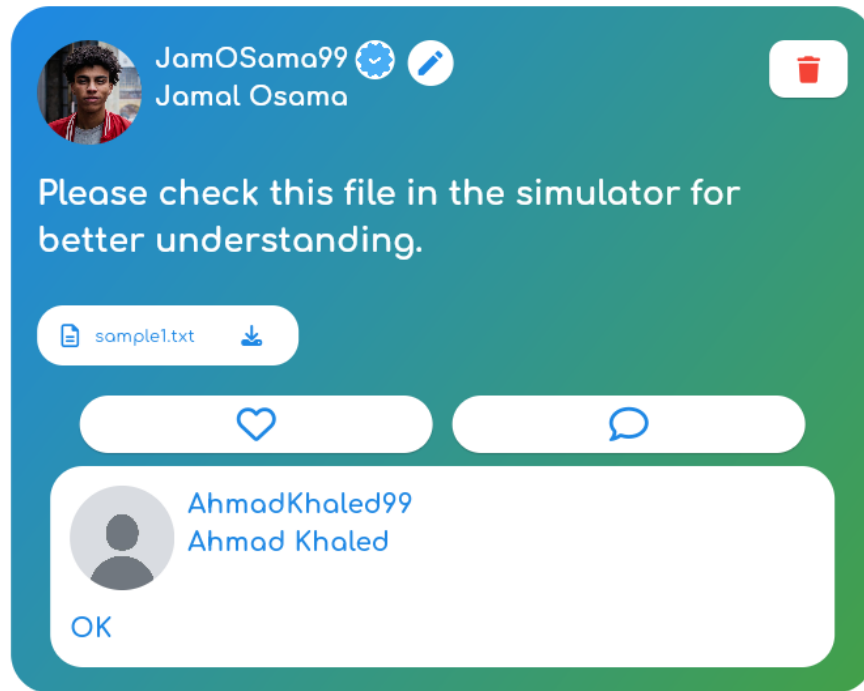 JamOSama99
Jamal Osama
Please check this file in the simulator for
better understanding.
sample1.txt
AhmadKhaled99
Ahmad Khaled
OK